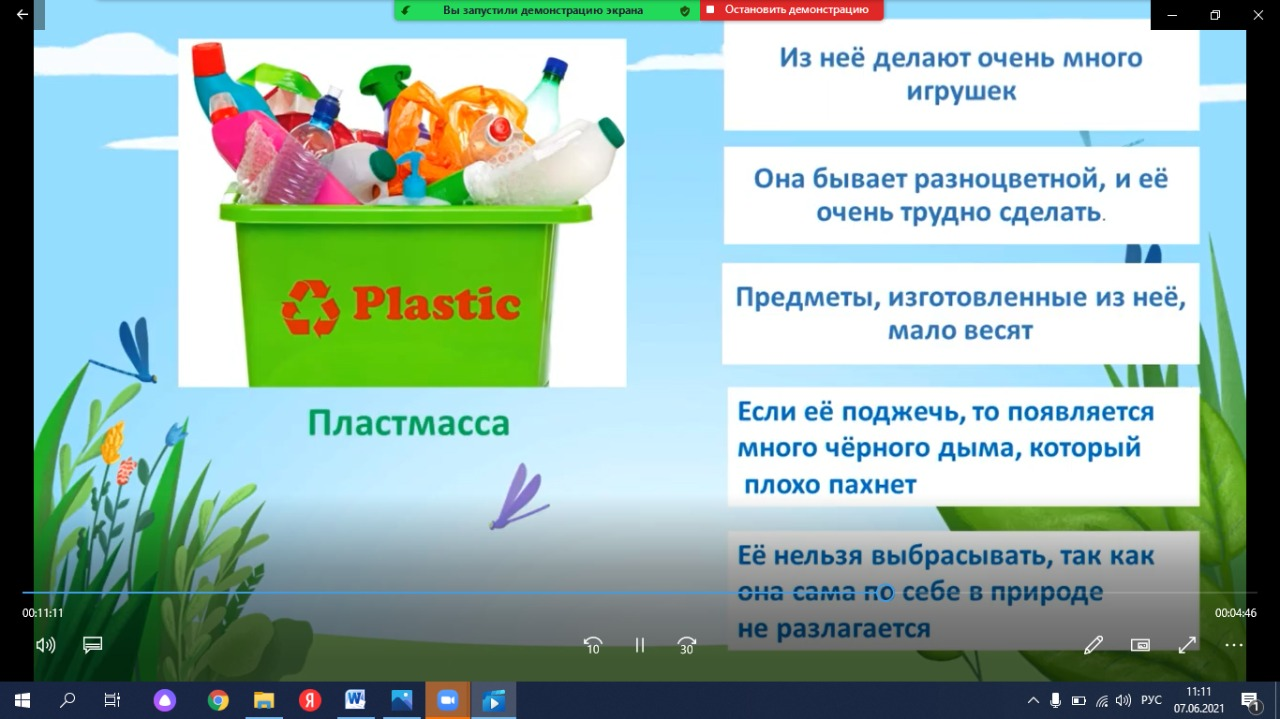 Вы запустили демонстрацию экрана
Остановить демонстрацию
Из неё делают очень много
игрушек
Она бывает разноцветной, и её
очень трудно сделать.
Предметы, изготовленные из неё,
мало весят
Plastic
Пластмасса
Если её поджечь, то появляется
много чёрного дыма, который
плохо пахнет
Её нельзя выбрасывать, так как
она сама по себе в природе
не разлагается
00:11:11
00:04:46
10
30
РУС
11:11
07.06.2021
1